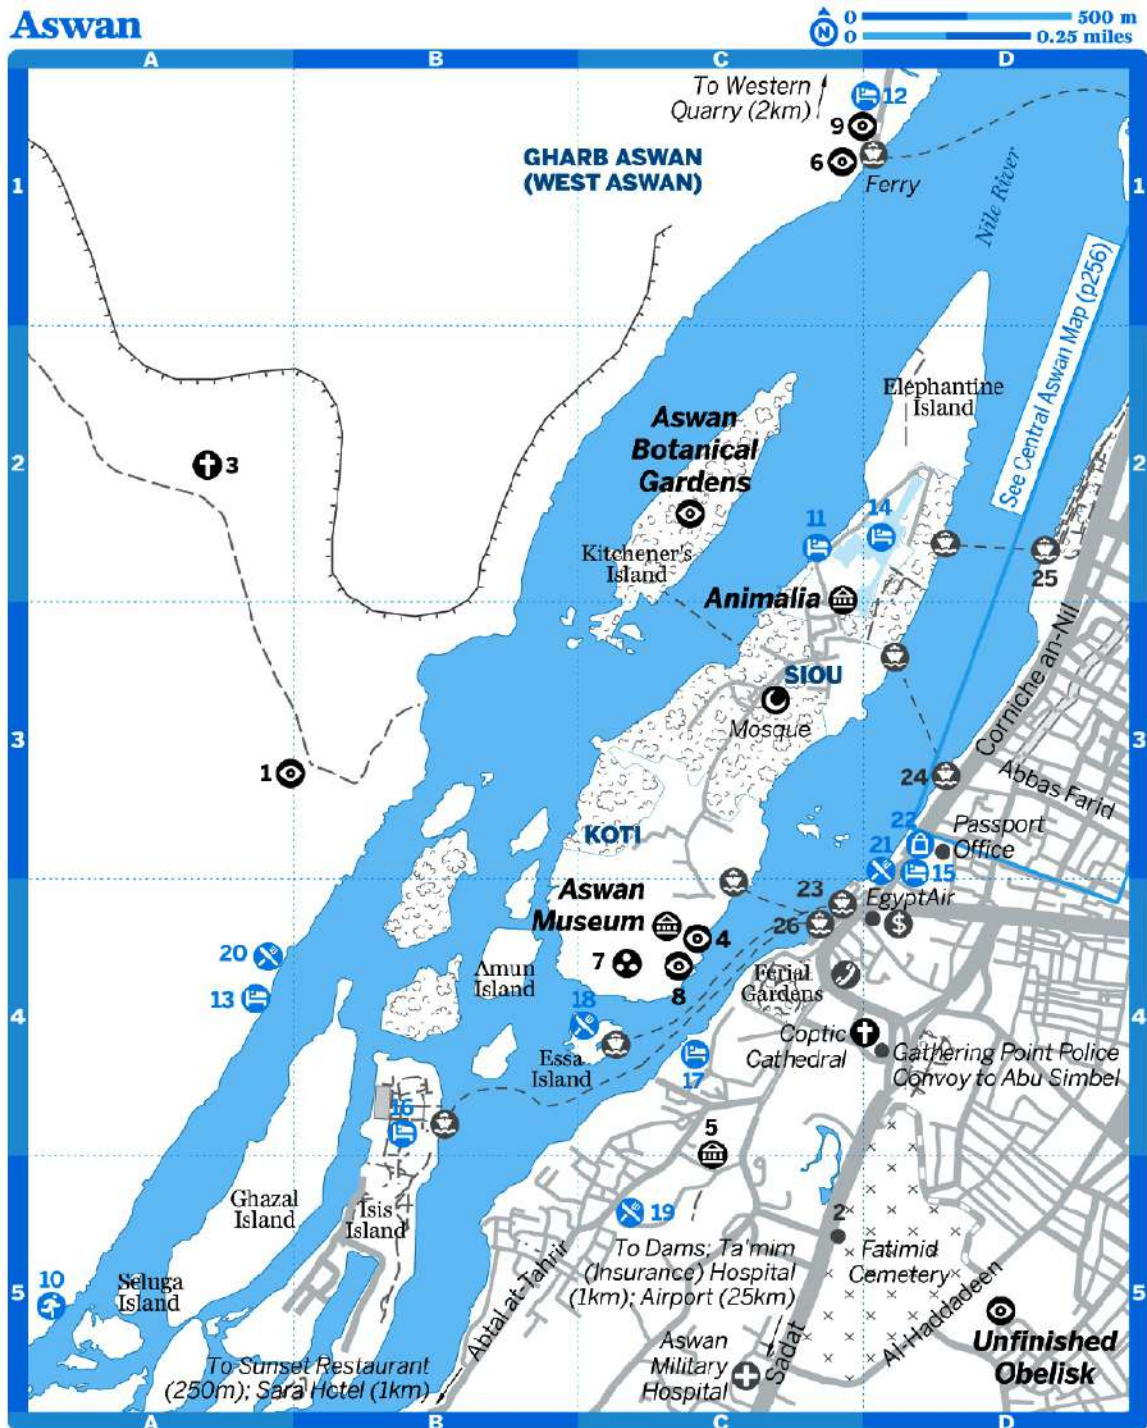 Aswan
N
0 500 m
0 0.25 miles
A B C D
To Western
Quarry (2km)
12
9
GHARB ASWAN
(WEST ASWAN)
6
Ferry
1 1
Nile River
See Central Aswan Map (p256)
Elephantine
Island
Aswan
Botanical
Gardens
2 2
3
11
14
Kitchener's
Island
25
Animalia
SIOU
Corniche an-Nil
Mosque
3 3
1
24
Abbas Farid
22
Passport
Office
KOTI
21
15
Aswan
Museum
23
EgyptAir
$
26
4
20
7
Amun
Island
8
Ferial
Gardens
13
18
4 4
Coptic
Cathedral
Essa
Island
17
Gathering Point Police
Convoy to Abu Simbel
16
5
Ghazal
Island
Isis
Island
19
2
To Dams; Ta'mim
(Insurance) Hospital
(1km); Airport (25km)
Fatimid
Cemetery
10
Seluga
Island
5 5
Abtal at-Tahrir
Al-Haddadeen
Unfinished
Obelisk
Sadat
Aswan
Military
Hospital
To Sunset Restaurant
(250m); Sara Hotel (1km)
A B C D